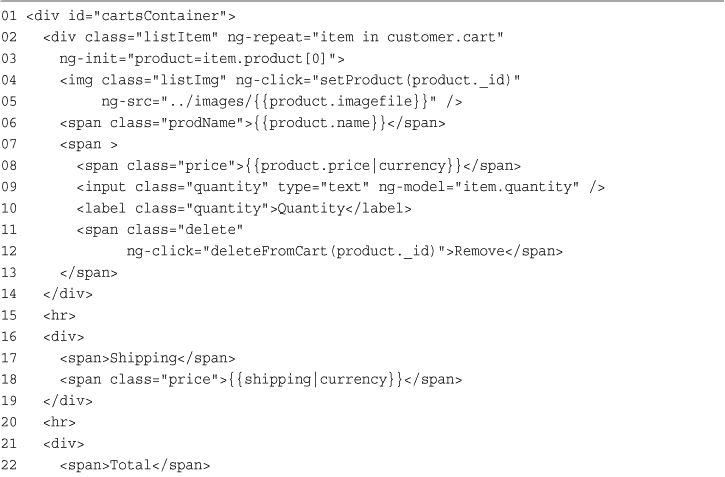 01 <div id="cartsContainer">
02   <div class="listItem" ng-repeat="item in customer.cart"
03     ng-init="product=item.product[0]">
04     <img class="listImg" ng-click="setProduct(product._id)"
05          ng-src="../images/{{product.imagefile}}" />
06     <span class="prodName">{{product.name}}</span>
07     <span >
08       <span class="price">{{product.price|currency}}</span>
09       <input class="quantity" type="text" ng-model="item.quantity" />
10       <label class="quantity">Quantity</label>
11       <span class="delete"
12             ng-click="deleteFromCart(product._id)">Remove</span>
13     </span>
14   </div>
15   <hr>
16   <div>
17     <span>Shipping</span>
18     <span class="price">{{shipping|currency}}</span>
19   </div>
20   <hr>
21   <div>
22     <span>Total</span>